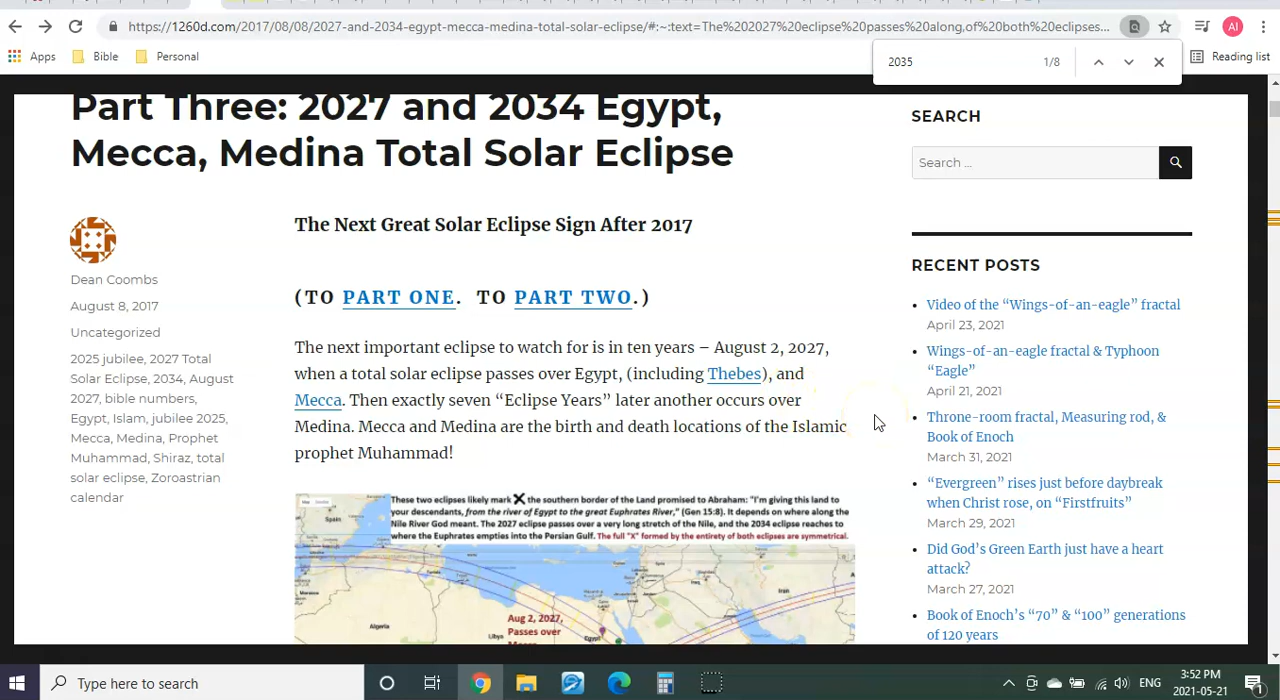 https://1260d.com/2017/08/08/2027-and-2034-egypt-mecca-medina-total-solar-eclipse/#:~:text=The%202027%20eclipse%20passes%20along,of%20both%20eclipses...
AI
Apps
Bible
Personal
2035
1/8
Reading list
Part Three: 2027 and 2034 Egypt,
Mecca, Medina Total Solar Eclipse
Dean Coombs
August 8, 2017
Uncategorized
2025 jubilee, 2027 Total
Solar Eclipse, 2034, August
2027, bible numbers,
Egypt, Islam, jubilee 2025,
Mecca, Medina, Prophet
Muhammad, Shiraz, total
solar eclipse, Zoroastrian
calendar
The Next Great Solar Eclipse Sign After 2017
(TO PART ONE. TO PART TWO.)
The next important eclipse to watch for is in ten years – August 2, 2027,
when a total solar eclipse passes over Egypt, (including Thebes), and
Mecca. Then exactly seven “Eclipse Years” later another occurs over
Medina. Mecca and Medina are the birth and death locations of the Islamic
prophet Muhammad!
These two eclipses likely mark X the southern border of the Land promised to Abraham: "I'm giving this land to
your descendants, from the river of Egypt to the great Euphrates River," (Gen 15:8). It depends on where along the
Nile River God meant. The 2027 eclipse passes over a very long stretch of the Nile, and the 2034 eclipse reaches to
where the Euphrates empties into the Persian Gulf. The full "X" formed by the entirety of both eclipses are symmetrical.
Spain
Algeria
Libya
Egypt
Iraq
Iran
Aug 2, 2027,
Passes over
SEARCH
Search …
RECENT POSTS
Video of the “Wings-of-an-eagle” fractal
April 23, 2021
Wings-of-an-eagle fractal & Typhoon
“Eagle”
April 21, 2021
Throne-room fractal, Measuring rod, &
Book of Enoch
March 31, 2021
“Evergreen” rises just before daybreak
when Christ rose, on “Firstfruits”
March 29, 2021
Did God’s Green Earth just have a heart
attack?
March 27, 2021
Book of Enoch’s “70” & “100” generations
of 120 years
Type here to search
ENG
3:52 PM
2021-05-21
1